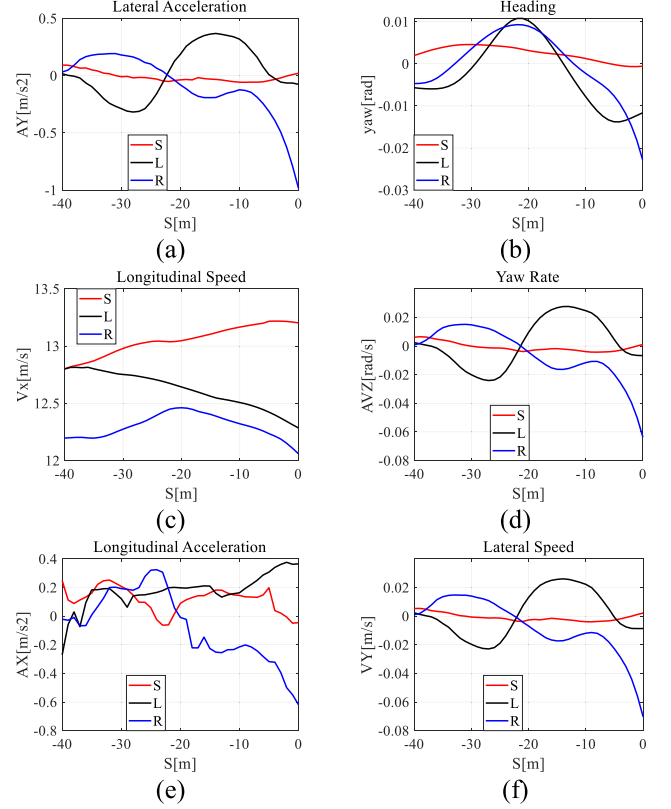 Lateral Acceleration
0.5
0
-0.5
-1
AY[m/s2]
S
L
R
-40
-30
-20
-10
0
S[m]
(a)
Heading
0.01
0
-0.01
-0.02
-0.03
yaw[rad]
S
L
R
-40
-30
-20
-10
0
S[m]
(b)
Longitudinal Speed
13.5
13
12.5
12
Vx[m/s]
S
L
R
-40
-30
-20
-10
0
S[m]
(c)
Yaw Rate
0.02
0
-0.02
-0.04
-0.06
-0.08
AVZ[rad/s]
S
L
R
-40
-30
-20
-10
0
S[m]
(d)
Longitudinal Acceleration
0.4
0.2
0
-0.2
-0.4
-0.6
-0.8
AX[m/s2]
S
L
R
-40
-30
-20
-10
0
S[m]
(e)
Lateral Speed
0.02
0
-0.02
-0.04
-0.06
-0.08
VY[m/s]
S
L
R
-40
-30
-20
-10
0
S[m]
(f)